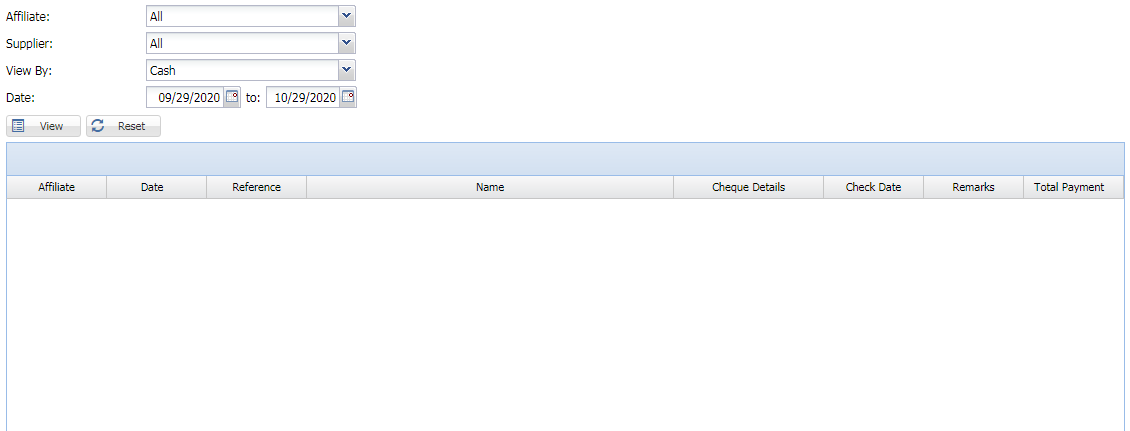 Affiliate: All
Supplier: All
View By: Cash
Date: 09/29/2020 to: 10/29/2020
View Reset
Affiliate Date Reference Name Cheque Details Check Date Remarks Total Payment